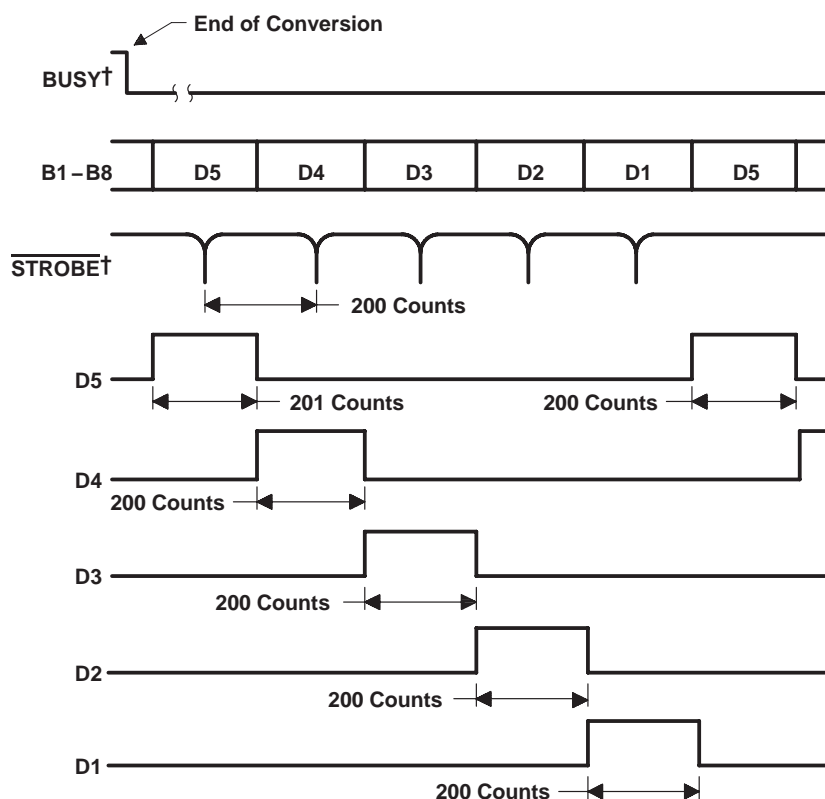 End of Conversion
BUSY†
B1–B8 D5 D4 D3 D2 D1 D5
STROBE†
200 Counts
D5
201 Counts 200 Counts
D4
200 Counts
D3
200 Counts
D2
200 Counts
D1
200 Counts